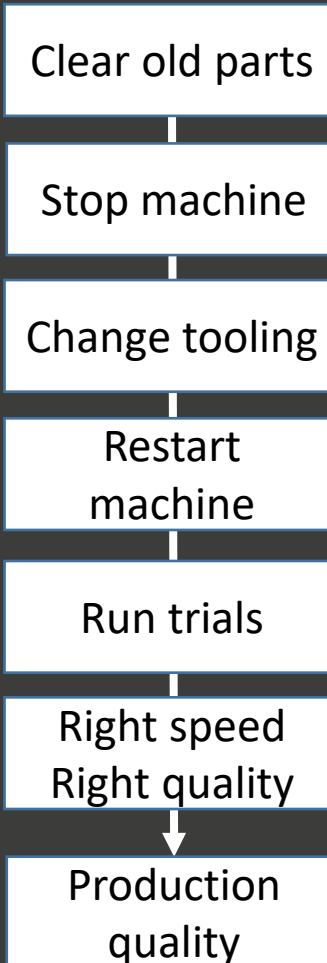 Clear old parts
Stop machine
Change tooling
Restart
machine
Run trials
Right speed
Right quality
Production
quality